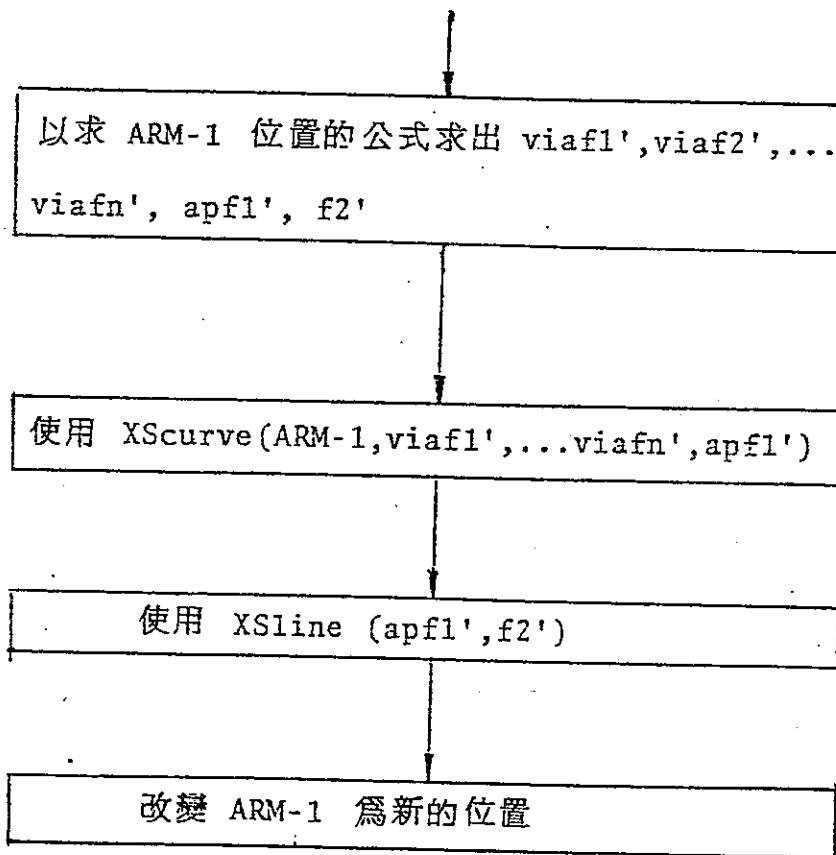 以求 ARM-1 位置的公式求出 viaf1',viaf2',...
viafn', apf1', f2'
使用 XScurve(ARM-1,viaf1',...viafn',apf1')
使用 XSline (apf1',f2')
改變 ARM-1 爲新的位置